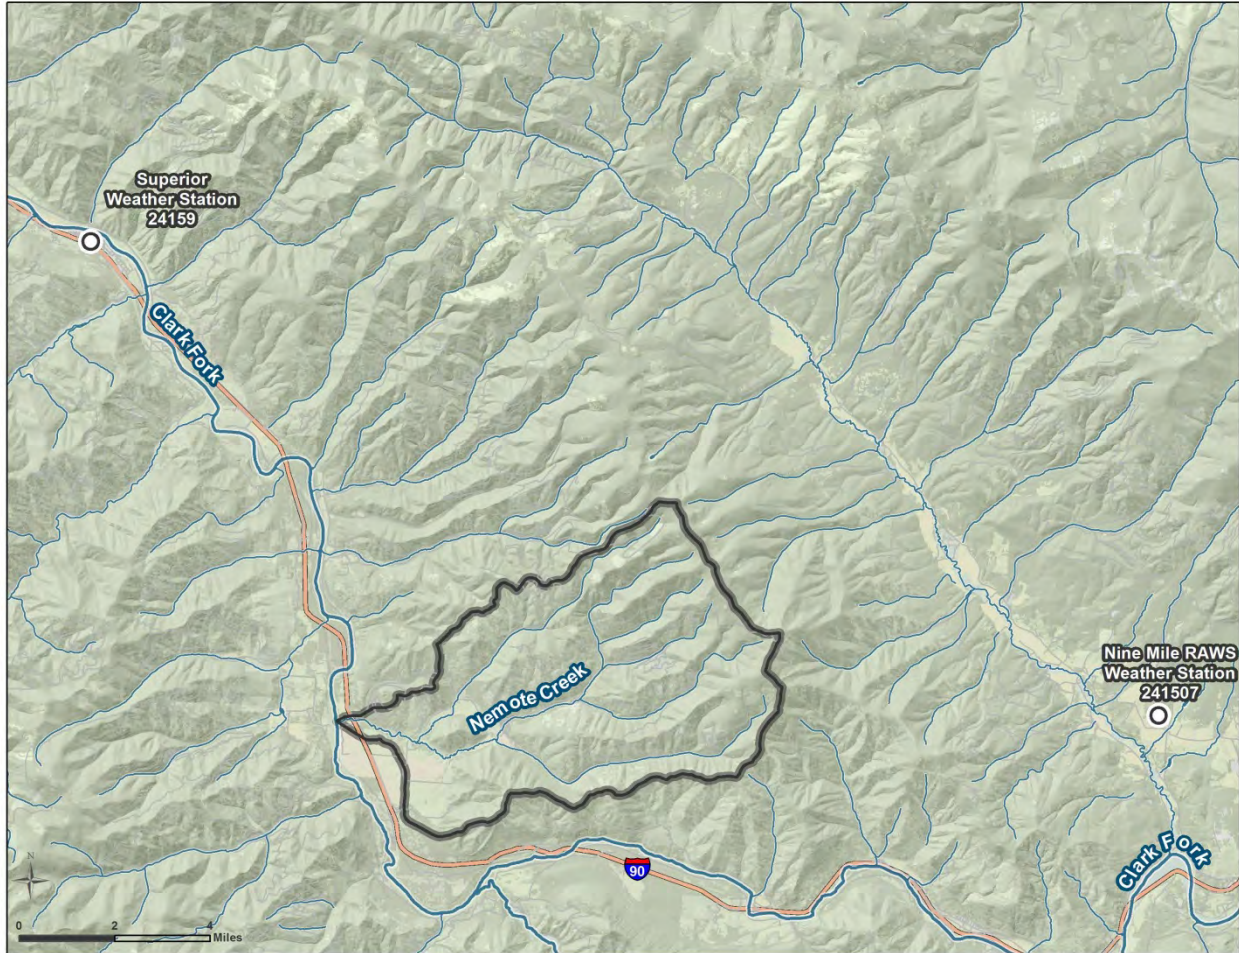 Superior
Weather Station
24159
Clark Fork
Nemote Creek
Nine Mile RAWS
Weather Station
241507
Clark Fork
90
N
0 2 4
Miles